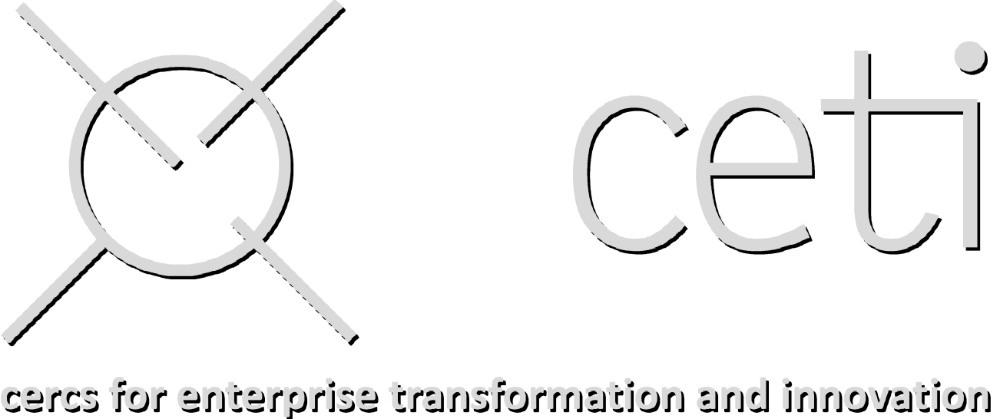 ceti
cercs for enterprise transformation and innovation